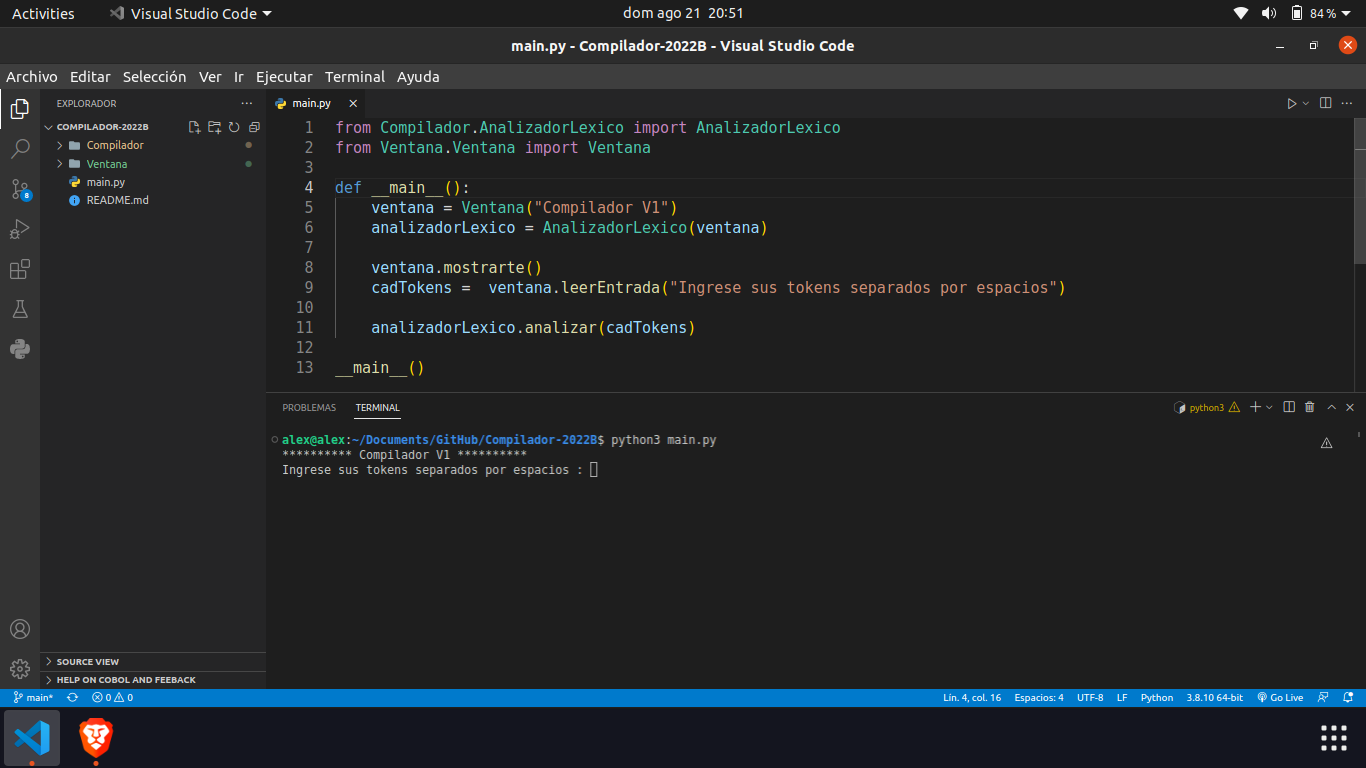 Activities Visual Studio Code dom ago 21 20:51 84 %
main.py - Compilador-2022B - Visual Studio Code
Archivo Editar Selección Ver Ir Ejecutar Terminal Ayuda
EXPLORADOR ···
COMPILADOR-2022B
Compilador
Ventana
main.py
README.md
main.py
1 from Compilador.AnalizadorLexico import AnalizadorLexico
2 from Ventana.Ventana import Ventana
3
4 def __main__():
5 ventana = Ventana("Compilador V1")
6 analizadorLexico = AnalizadorLexico(ventana)
7
8 ventana.mostrarte()
9 cadTokens =  ventana.leerEntrada("Ingrese sus tokens separados por espacios")
10
11 analizadorLexico.analizar(cadTokens)
12
13 __main__()
8
PROBLEMAS TERMINAL python3
alex@alex:~/Documents/GitHub/Compilador-2022B$ python3 main.py
********** Compilador V1 **********
Ingrese sus tokens separados por espacios :
SOURCE VIEW
HELP ON COBOL AND FEEBACK
main* 0 0 Lin. 4, col. 16 Espacios: 4 UTF-8 LF Python 3.8.10 64-bit Go Live